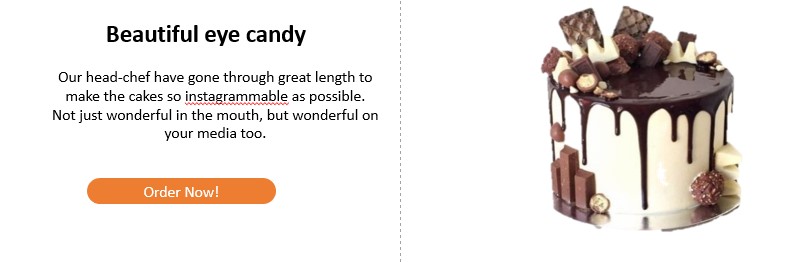 Beautiful eye candy
Our head-chef have gone through great length to
make the cakes so instagrammable as possible.
Not just wonderful in the mouth, but wonderful on
your media too.
Order Now!